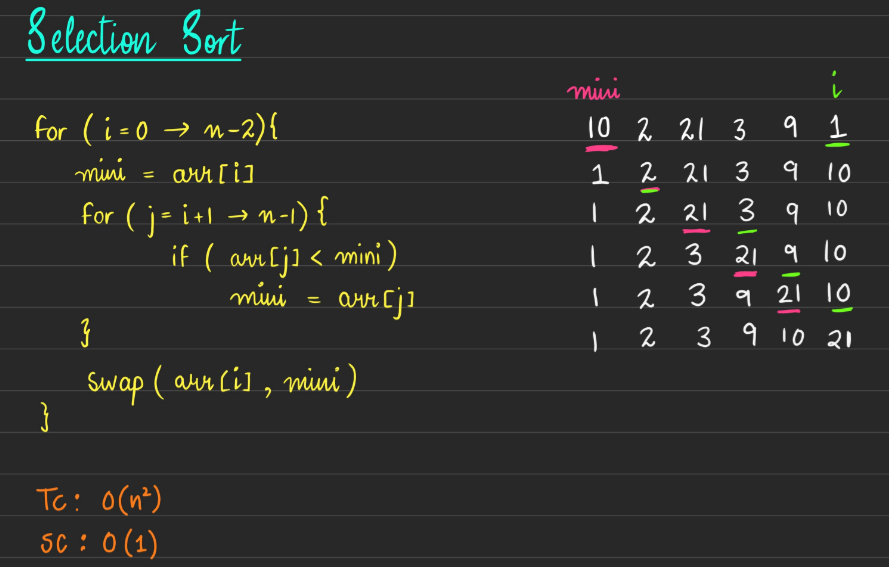 Selection Sort
for ( i = 0 → n-2){
mini = arr[i]
for ( j = i+1 → n-1) {
if ( arr[j] < mini)
mini = arr[j]
}
swap ( arr[i] , mini )
}
TC : O(n²)
SC : O(1)
mini i
10 2 21 3 9 1
1 2 21 3 9 10
1 2 21 3 9 10
1 2 3 21 9 10
1 2 3 9 21 10
1 2 3 9 10 21